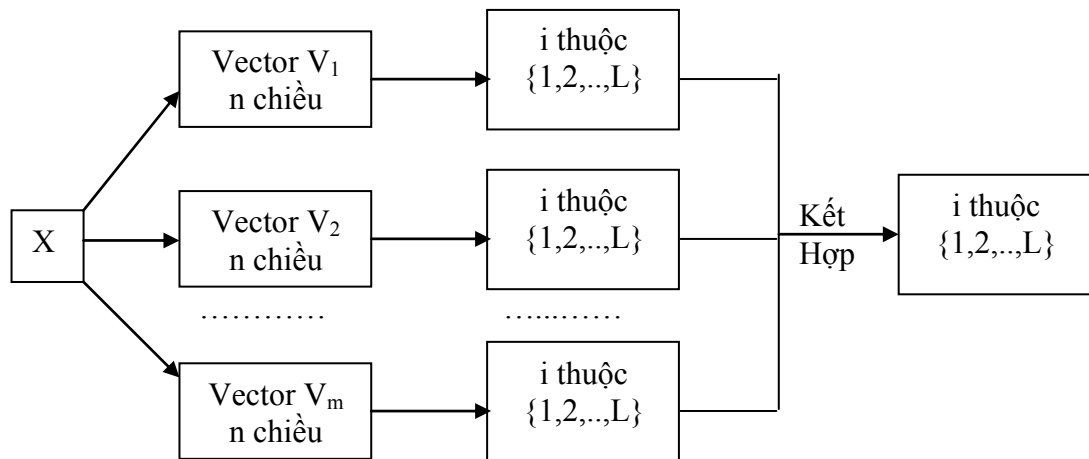 Vector V₁
n chiều
i thuộc
{1,2,..,L}
X
Vector V₂
n chiều
i thuộc
{1,2,..,L}
Kết
Hợp
i thuộc
{1,2,..,L}
…………
…...……
Vector Vₘ
n chiều
i thuộc
{1,2,..,L}